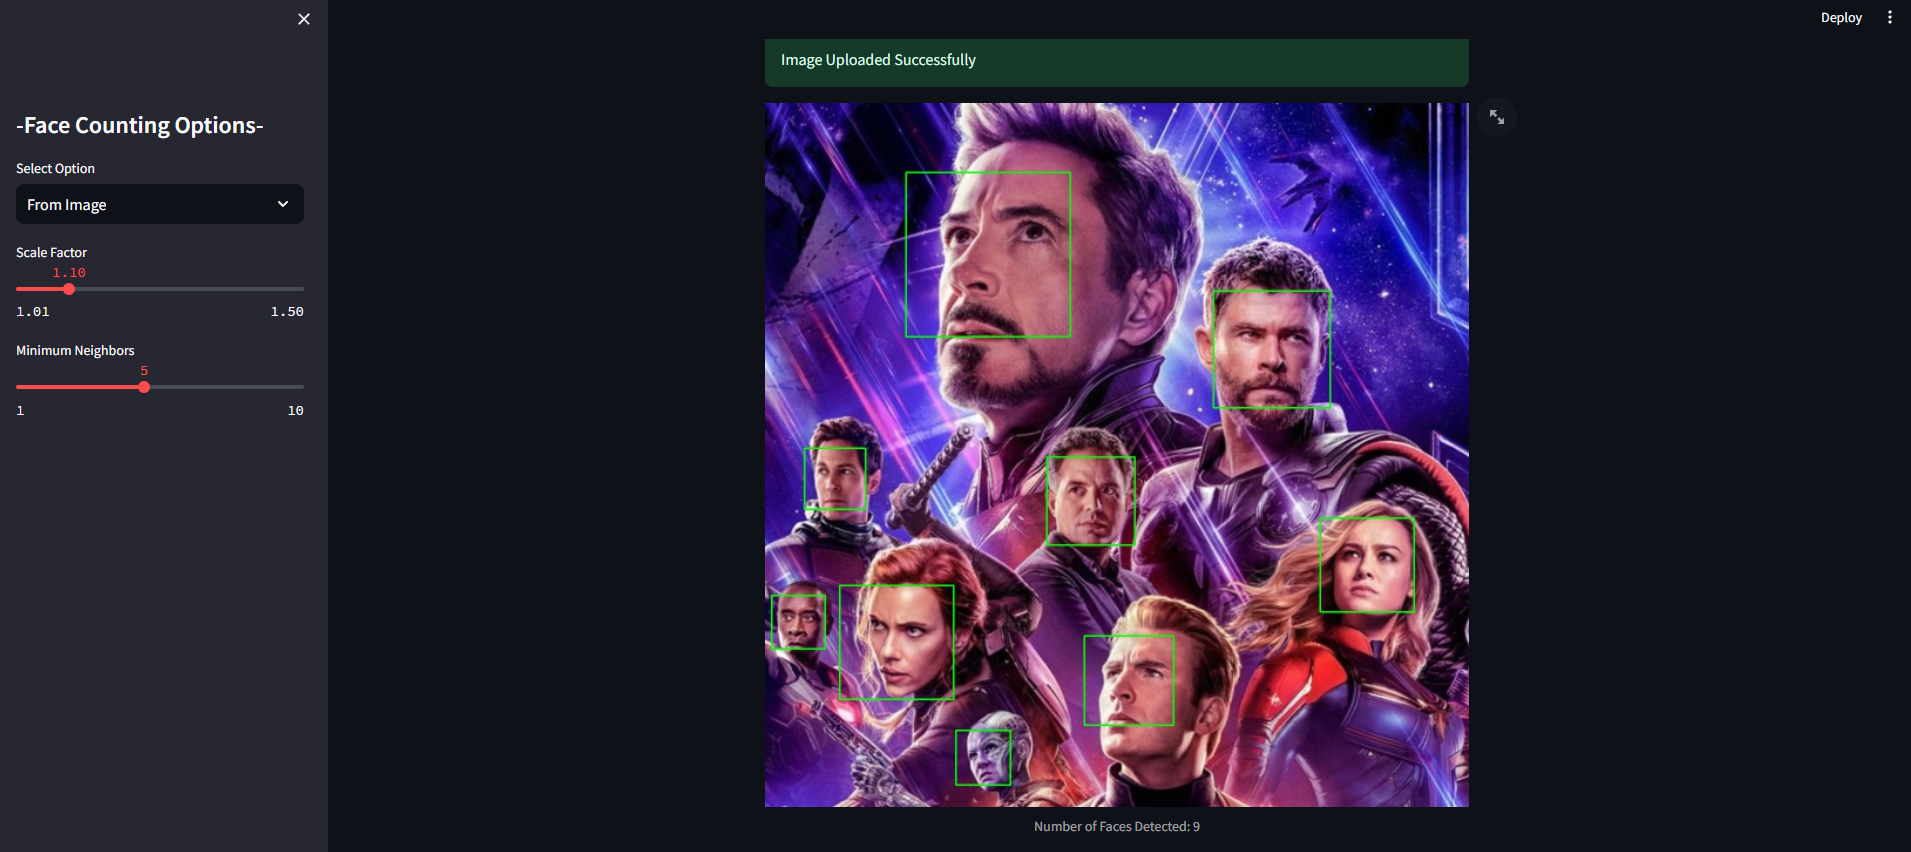 Deploy
Image Uploaded Successfully
-Face Counting Options-
Select Option
From Image
Scale Factor
1.10
1.01 1.50
Minimum Neighbors
5
1 10
Number of Faces Detected: 9